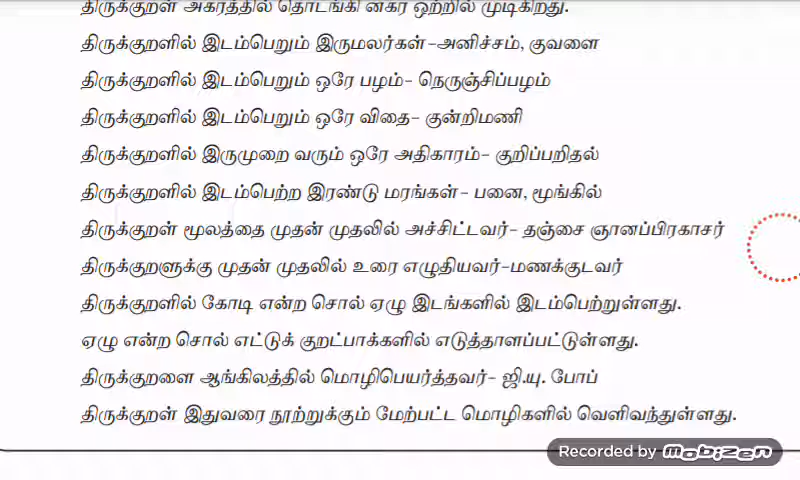 திருக்குறள் அகரத்தில் தொடங்கி னகர ஒற்றில் முடிகிறது.
திருக்குறளில் இடம்பெறும் இருமலர்கள்-அனிச்சம், குவளை
திருக்குறளில் இடம்பெறும் ஒரே பழம்- நெருஞ்சிப்பழம்
திருக்குறளில் இடம்பெறும் ஒரே விதை- குன்றிமணி
திருக்குறளில் இருமுறை வரும் ஒரே அதிகாரம்- குறிப்பறிதல்
திருக்குறளில் இடம்பெற்ற இரண்டு மரங்கள்- பனை, மூங்கில்
திருக்குறள் மூலத்தை முதன் முதலில் அச்சிட்டவர்- தஞ்சை ஞானப்பிரகாசர்
திருக்குறளுக்கு முதன் முதலில் உரை எழுதியவர்-மணக்குடவர்
திருக்குறளில் கோடி என்ற சொல் ஏழு இடங்களில் இடம்பெற்றுள்ளது.
ஏழு என்ற சொல் எட்டுக் குறட்பாக்களில் எடுத்தாளப்பட்டுள்ளது.
திருக்குறளை ஆங்கிலத்தில் மொழிபெயர்த்தவர்- ஜி.யு. போப்
திருக்குறள் இதுவரை நூற்றுக்கும் மேற்பட்ட மொழிகளில் வெளிவந்துள்ளது.
Recorded by mobizen